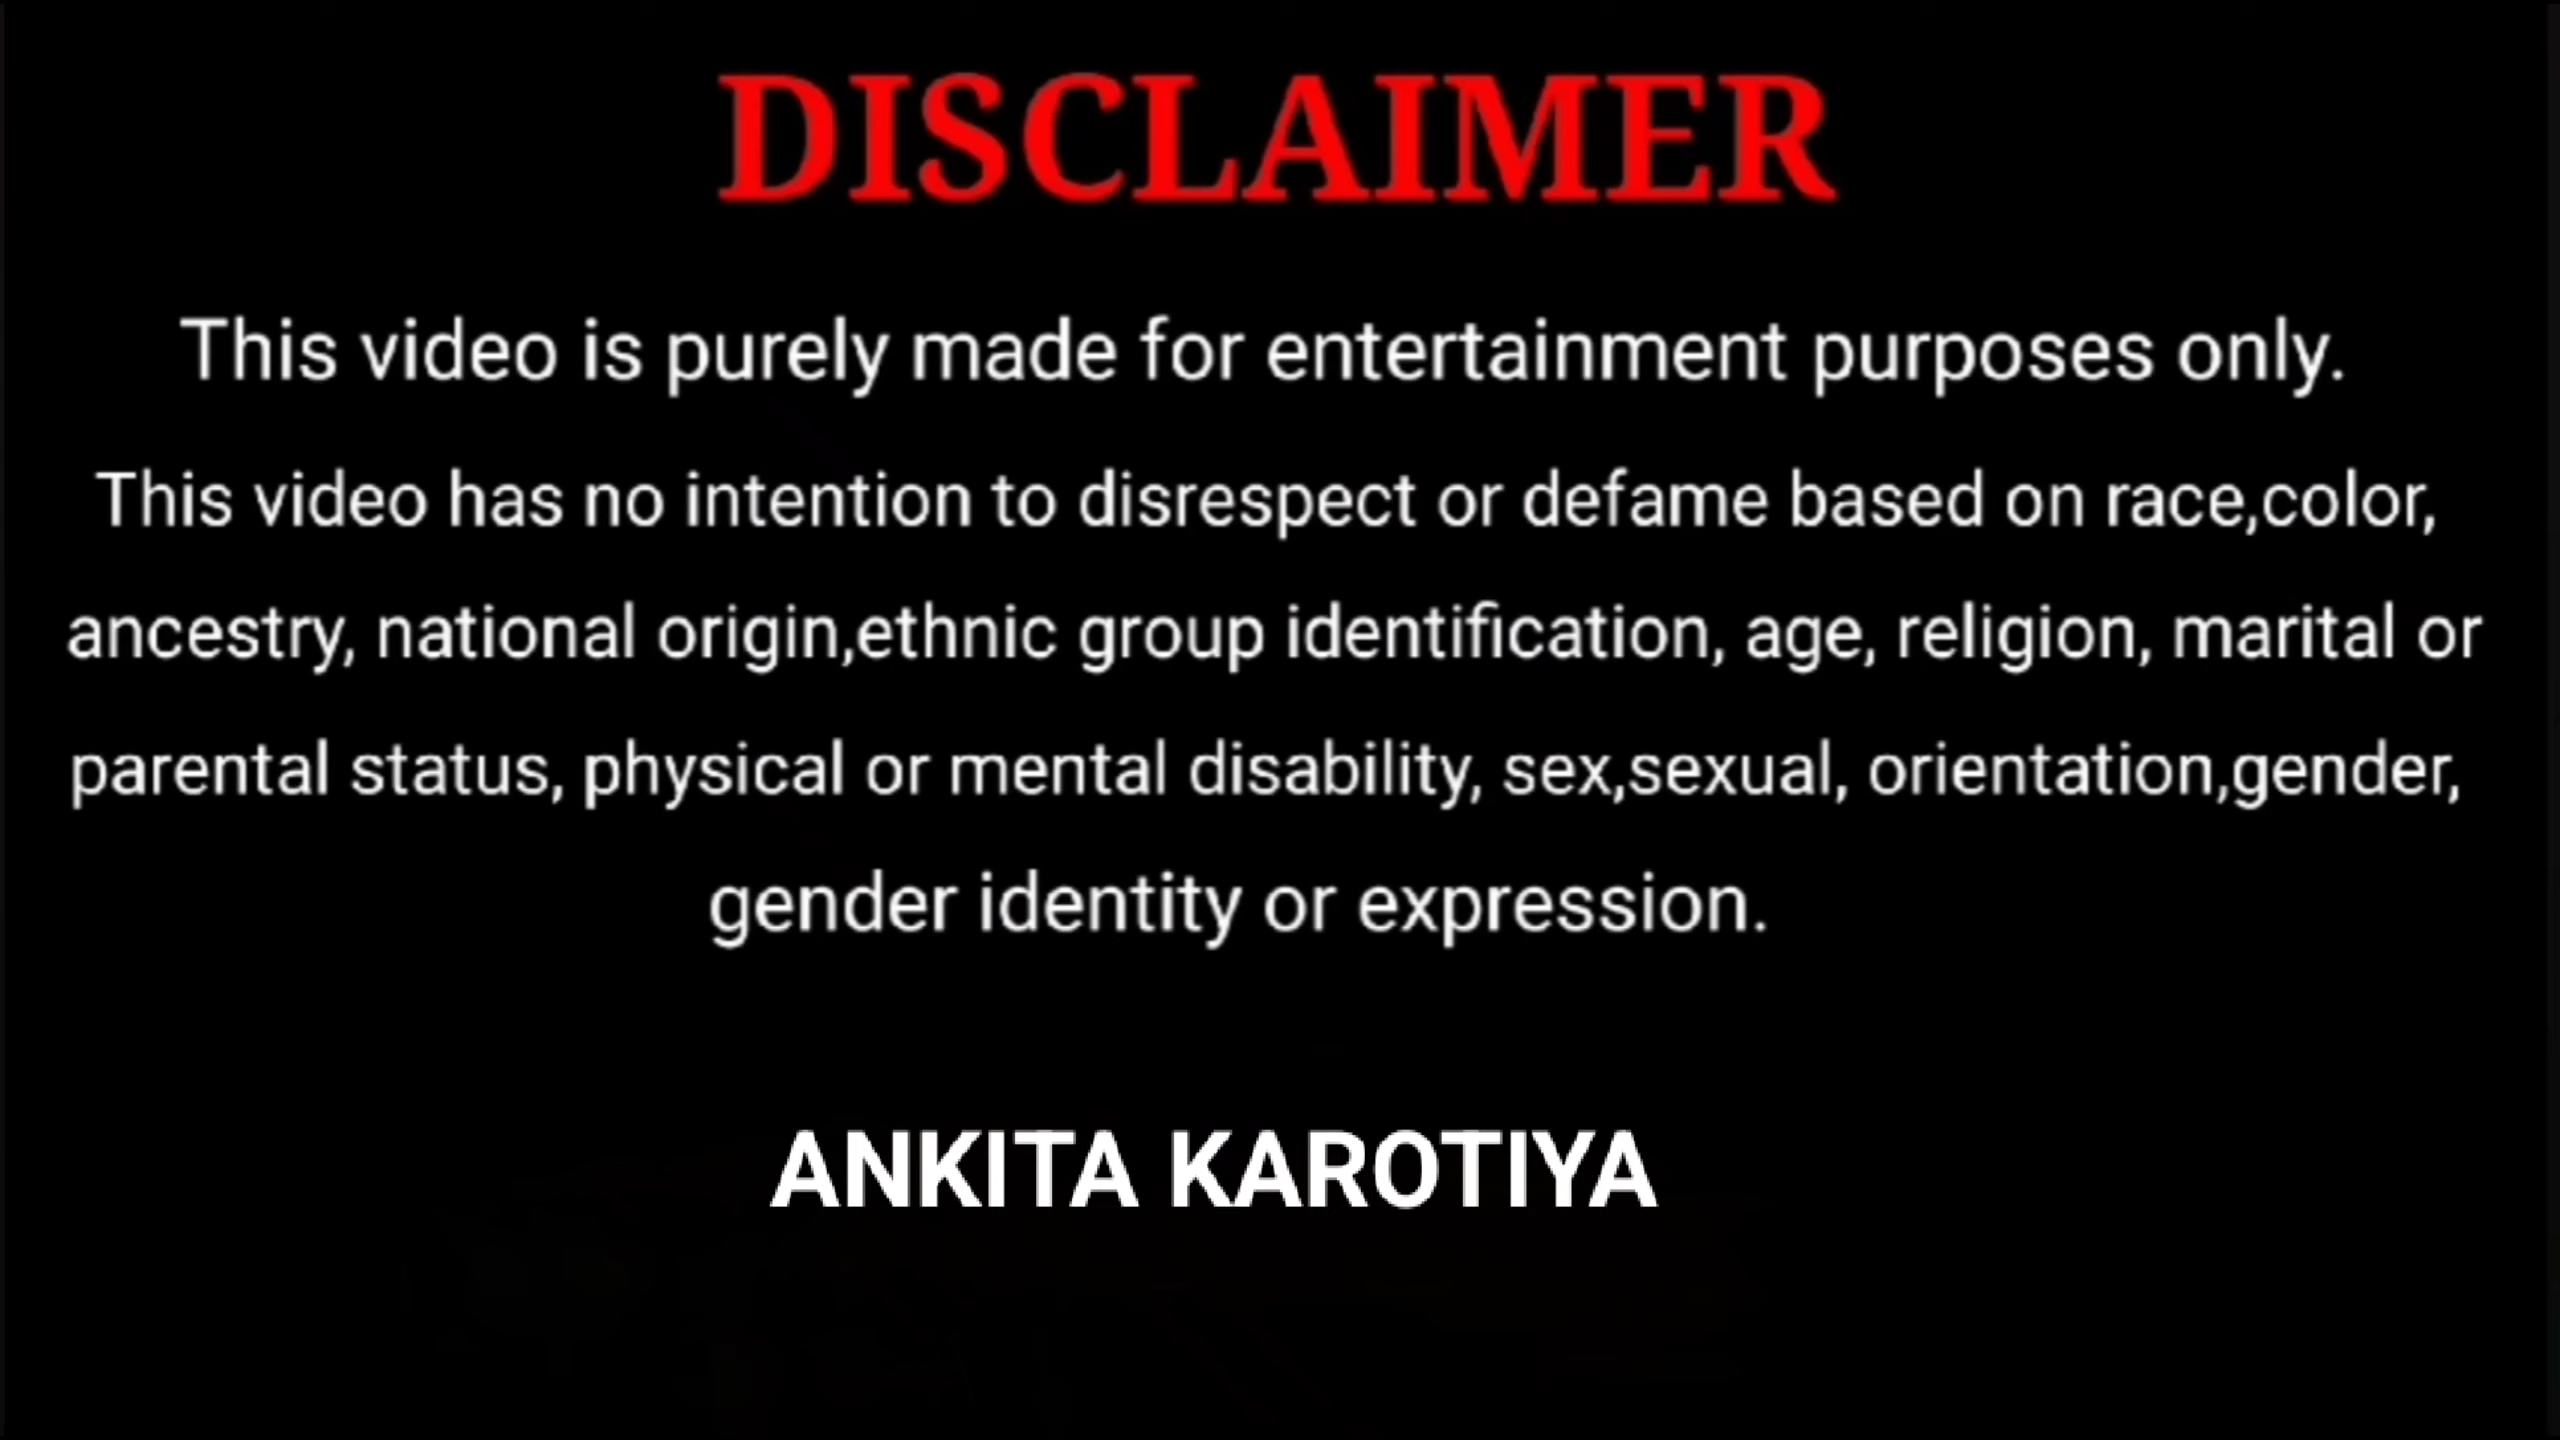 DISCLAIMER
This video is purely made for entertainment purposes only.
This video has no intention to disrespect or defame based on race,color,
ancestry, national origin,ethnic group identification, age, religion, marital or
parental status, physical or mental disability, sex,sexual, orientation,gender,
gender identity or expression.
ANKITA KAROTIYA